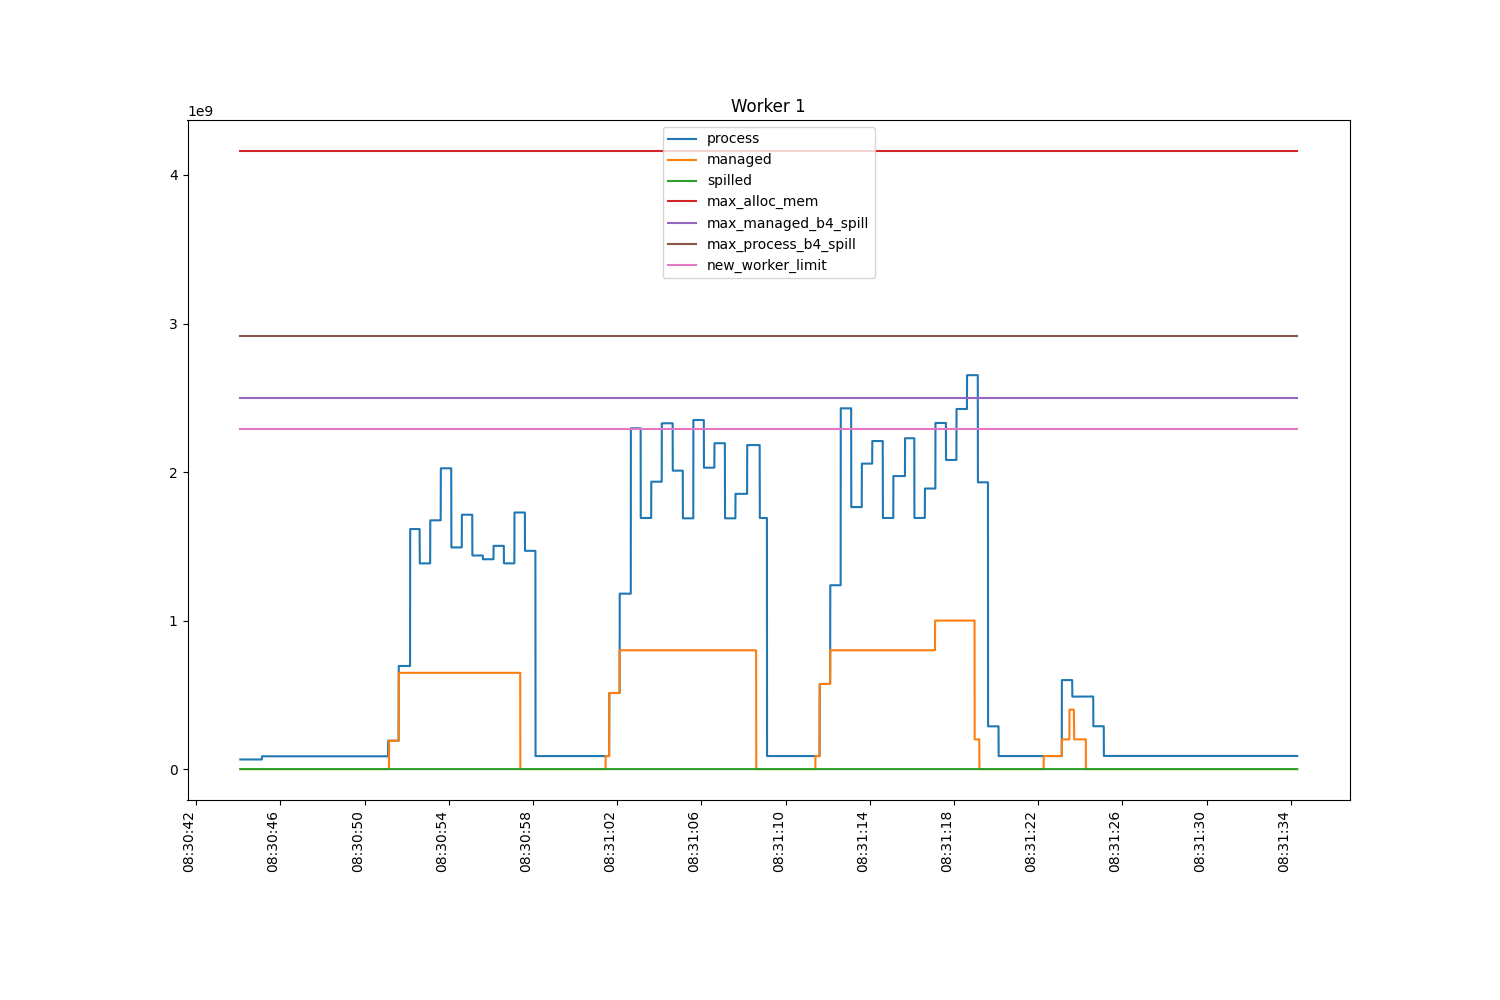 Worker 1
1e9
process
managed
spilled
max_alloc_mem
max_managed_b4_spill
max_process_b4_spill
new_worker_limit
4
3
2
1
0
08:30:42
08:30:46
08:30:50
08:30:54
08:30:58
08:31:02
08:31:06
08:31:10
08:31:14
08:31:18
08:31:22
08:31:26
08:31:30
08:31:34